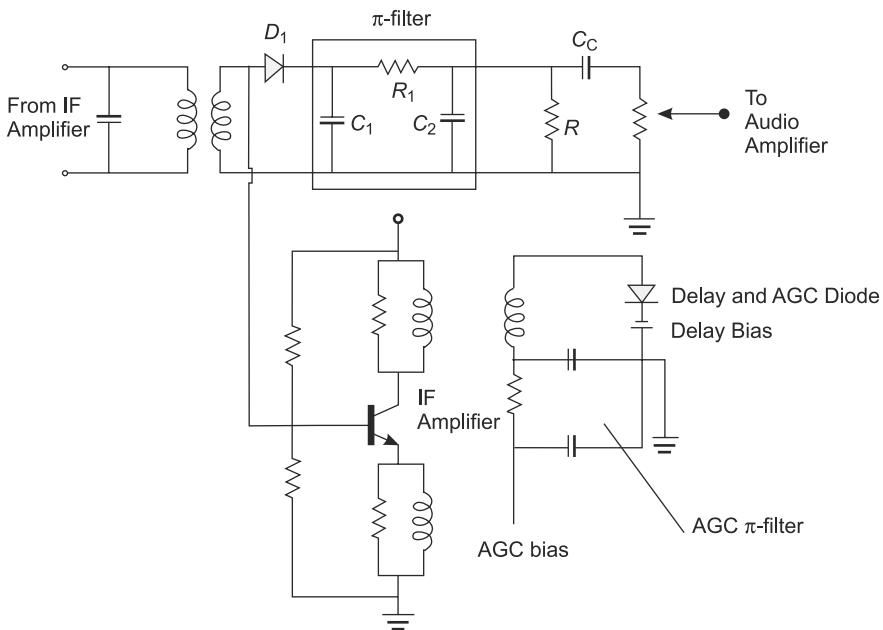 π-filter
D1
CC
From IF
Amplifier
R1
C1
C2
R
To
Audio
Amplifier
Delay and AGC Diode
Delay Bias
IF
Amplifier
AGC bias
AGC π-filter